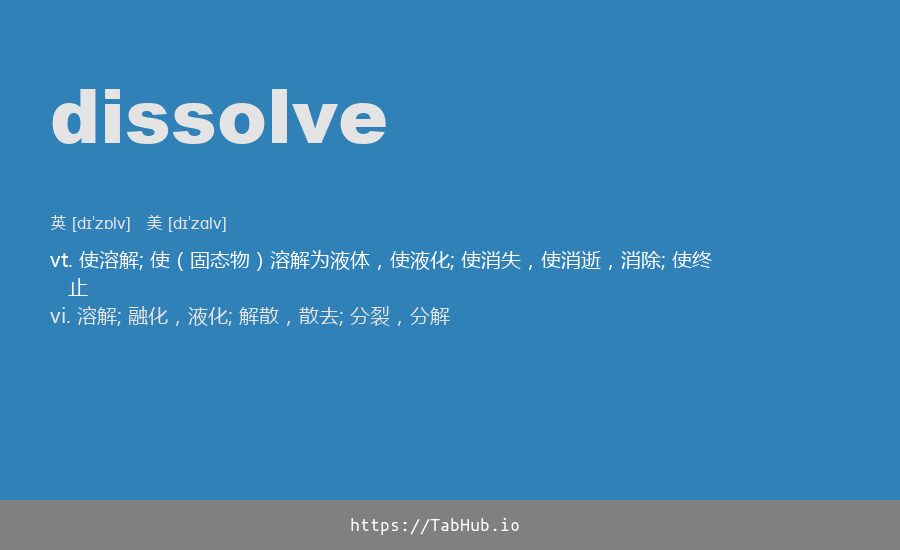 dissolve
英 [dɪˈzɒlv] 美 [dɪˈzɑlv]
vt. 使溶解; 使（固态物）溶解为液体，使液化; 使消失，使消逝，消除; 使终
止
vi. 溶解; 融化，液化; 解散，散去; 分裂，分解
https://TabHub.io